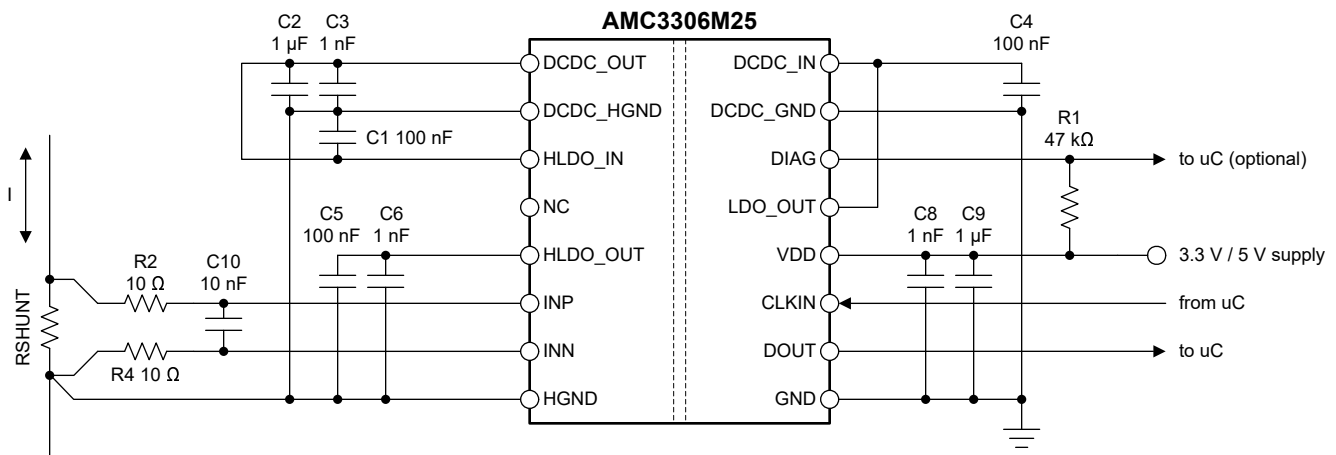 AMC3306M25
C2
1 µF
C3
1 nF
C4
100 nF
DCDC_OUT
DCDC_IN
DCDC_HGND
DCDC_GND
C1 100 nF
R1
47 kΩ
HLDO_IN
DIAG
to uC (optional)
I
NC
LDO_OUT
C5
100 nF
C6
1 nF
C8
1 nF
C9
1 µF
HLDO_OUT
VDD
3.3 V / 5 V supply
R2
10 Ω
C10
10 nF
INP
CLKIN
from uC
RSHUNT
R4 10 Ω
INN
DOUT
to uC
HGND
GND